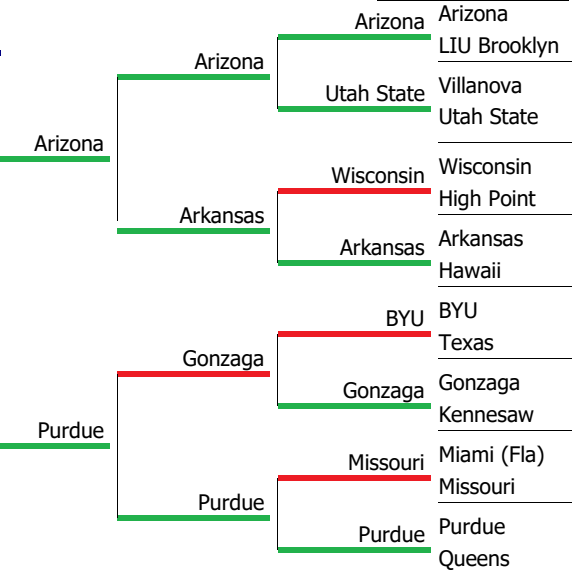 Arizona
LIU Brooklyn
Villanova
Utah State
Wisconsin
High Point
Arkansas
Hawaii
BYU
Texas
Gonzaga
Kennesaw
Miami (Fla)
Missouri
Purdue
Queens
Arizona
Utah State
Wisconsin
Arkansas
BYU
Gonzaga
Missouri
Purdue
Arizona
Arkansas
Gonzaga
Purdue
Arizona
Purdue